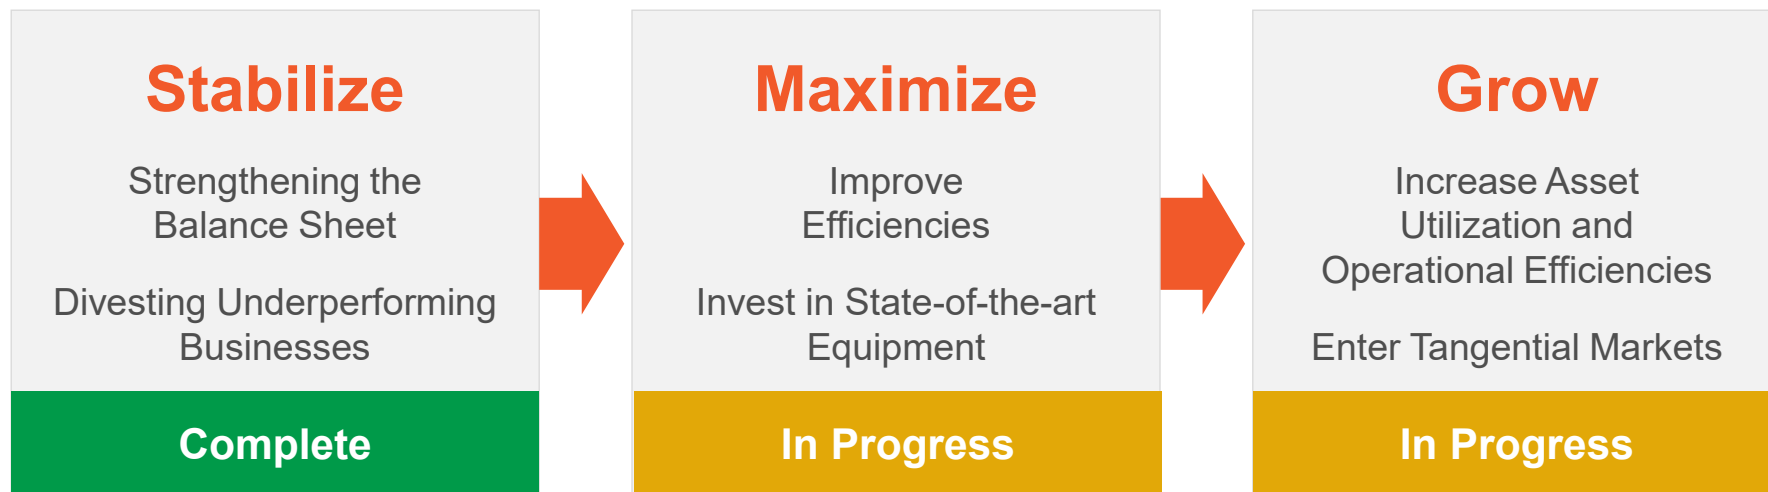 Stabilize
Strengthening the
Balance Sheet
Divesting Underperforming
Businesses
Complete
Maximize
Improve
Efficiencies
Invest in State-of-the-art
Equipment
In Progress
Grow
Increase Asset
Utilization and
Operational Efficiencies
Enter Tangential Markets
In Progress